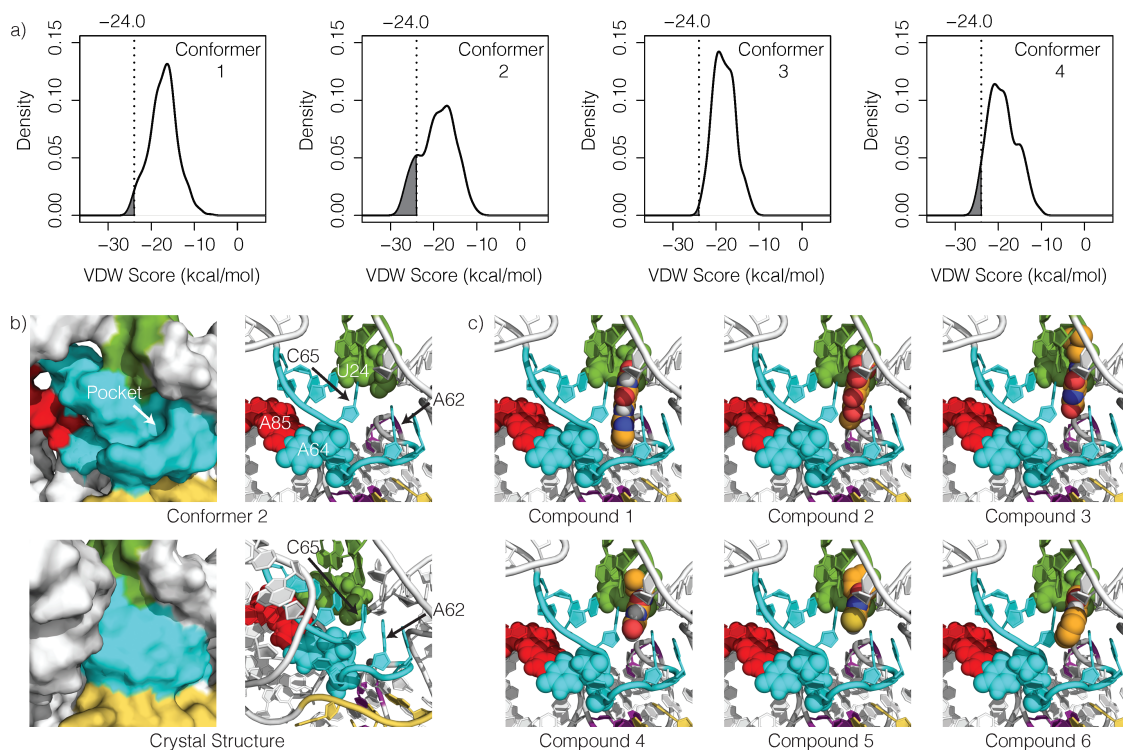 a)
−24.0
−24.0
−24.0
−24.0
Conformer
1
Conformer
2
Conformer
3
Conformer
4
Density
0.00 0.05 0.10 0.15
Density
0.00 0.05 0.10 0.15
Density
0.00 0.05 0.10 0.15
Density
0.00 0.05 0.10 0.15
−30 −20 −10 0
−30 −20 −10 0
−30 −20 −10 0
−30 −20 −10 0
VDW Score (kcal/mol)
VDW Score (kcal/mol)
VDW Score (kcal/mol)
VDW Score (kcal/mol)
b)
Pocket
C65
U24
A62
A85
A64
Conformer 2
C65
A62
Crystal Structure
c)
Compound 1
Compound 2
Compound 3
Compound 4
Compound 5
Compound 6